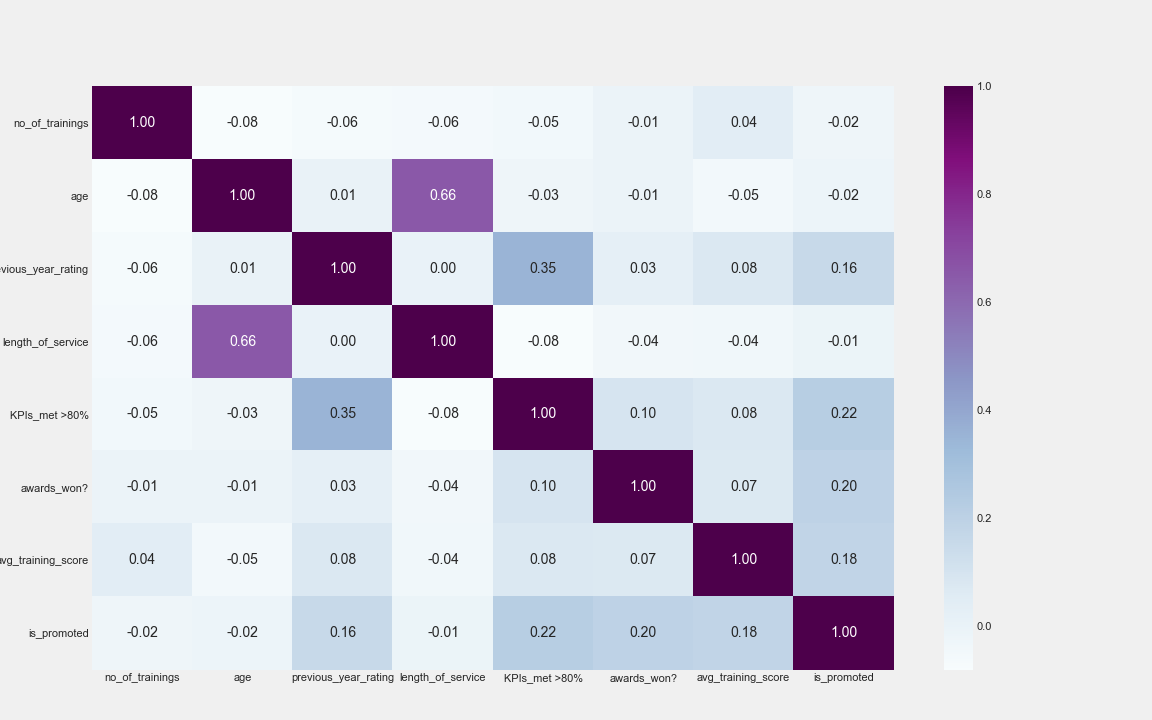 no_of_trainings 1.00 -0.08 -0.06 -0.06 -0.05 -0.01 0.04 -0.02
age -0.08 1.00 0.01 0.66 -0.03 -0.01 -0.05 -0.02
vious_year_rating -0.06 0.01 1.00 0.00 0.35 0.03 0.08 0.16
length_of_service -0.06 0.66 0.00 1.00 -0.08 -0.04 -0.04 -0.01
KPIs_met >80% -0.05 -0.03 0.35 -0.08 1.00 0.10 0.08 0.22
awards_won? -0.01 -0.01 0.03 -0.04 0.10 1.00 0.07 0.20
avg_training_score 0.04 -0.05 0.08 -0.04 0.08 0.07 1.00 0.18
is_promoted -0.02 -0.02 0.16 -0.01 0.22 0.20 0.18 1.00
no_of_trainings age previous_year_rating length_of_service KPIs_met >80% awards_won? avg_training_score is_promoted
1.0
0.8
0.6
0.4
0.2
0.0